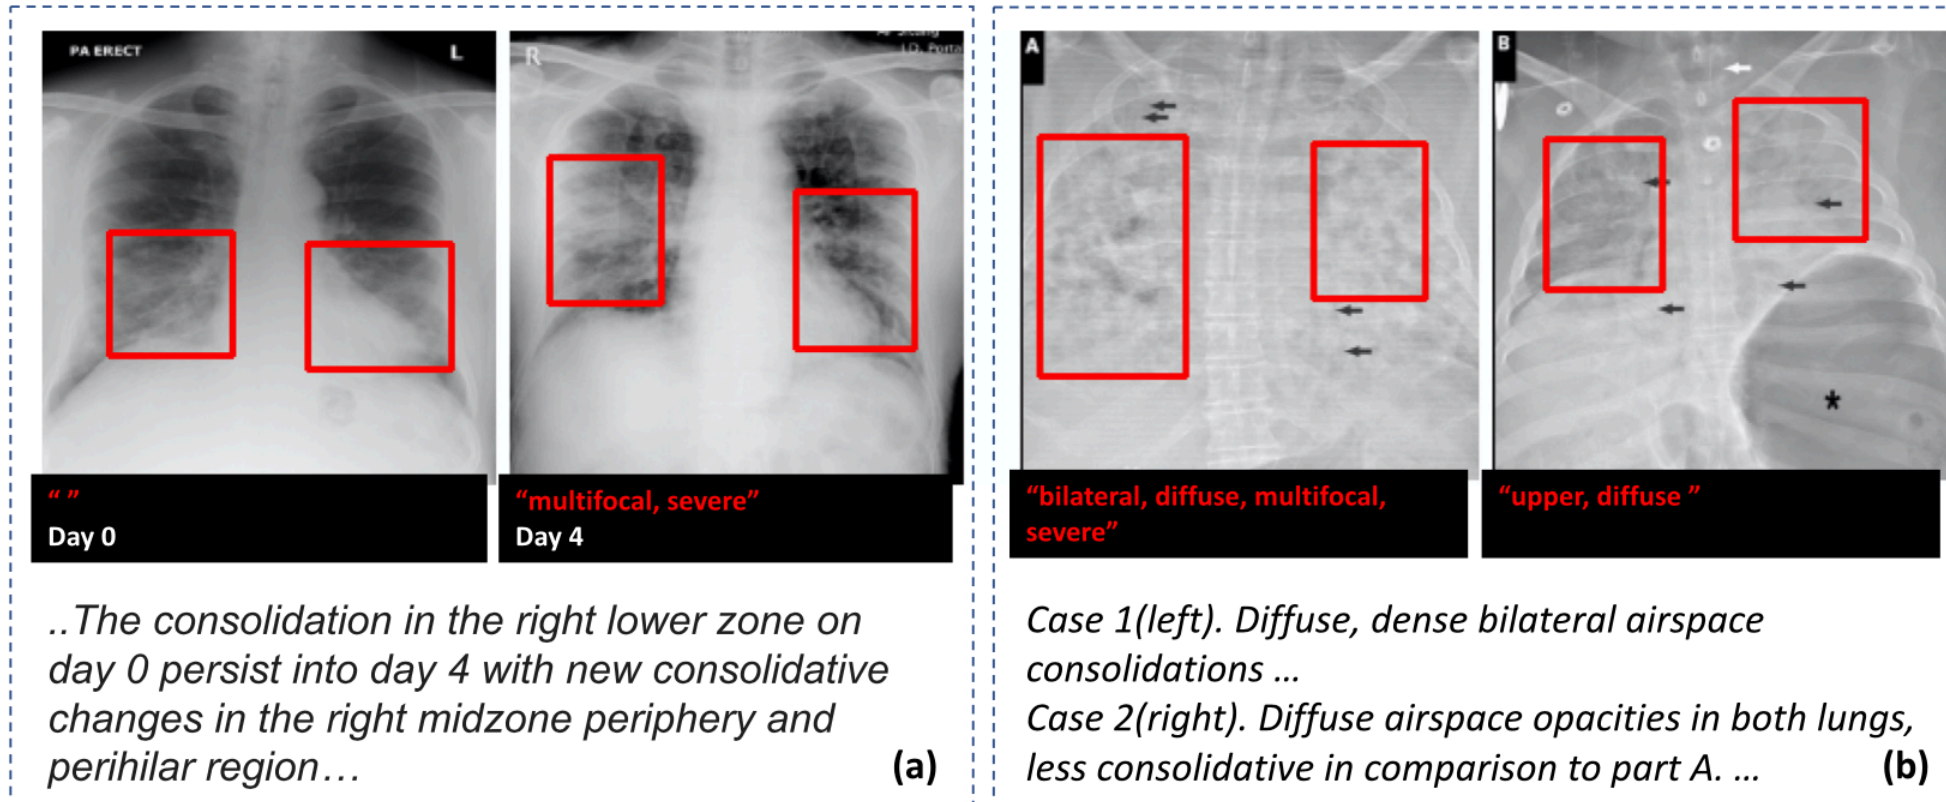 PA ERECT
L
R
“ ”
Day 0
“multifocal, severe”
Day 4
..The consolidation in the right lower zone on
day 0 persist into day 4 with new consolidative
changes in the right midzone periphery and
perihilar region…
(a)
A
B
*
“bilateral, diffuse, multifocal,
severe”
“upper, diffuse ”
Case 1(left). Diffuse, dense bilateral airspace
consolidations …
Case 2(right). Diffuse airspace opacities in both lungs,
less consolidative in comparison to part A. …
(b)